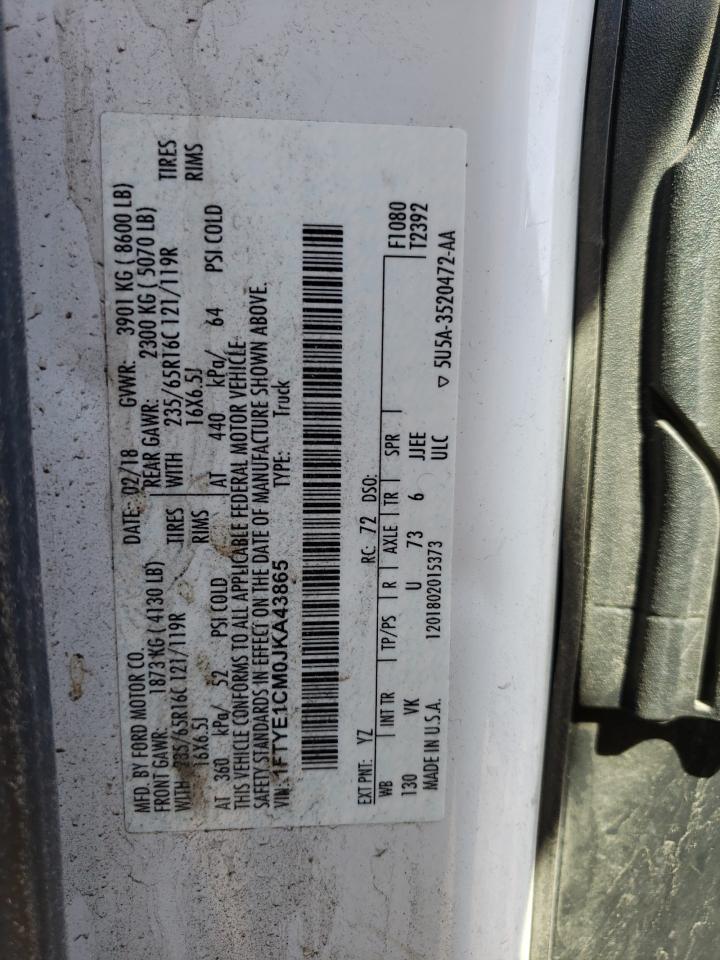 MFD. BY FORD MOTOR CO. DATE: 02/18 GVWR: 3901 KG ( 8600 LB)
FRONT GAWR: 1873 KG ( 4130 LB) REAR GAWR: 2300 KG ( 5070 LB)
WITH 235/65R16C 121/119R TIRES WITH 235/65R16C 121/119R TIRES
16X6.5J RIMS 16X6.5J RIMS
AT 360 kPa/ 52 PSI COLD AT 440 kPa/ 64 PSI COLD
THIS VEHICLE CONFORMS TO ALL APPLICABLE FEDERAL MOTOR VEHICLE
SAFETY STANDARDS IN EFFECT ON THE DATE OF MANUFACTURE SHOWN ABOVE.
VIN: 1FTYE1CM0JKA43865 TYPE: Truck
EXT PNT: YZ RC: 72 DSO: F1080
WB INT TR TP/PS R AXLE TR SPR T2392
130 VK U 73 6 JJEE
MADE IN U.S.A. 1201802015373 ULC ▽ 5U5A-3520472-AA